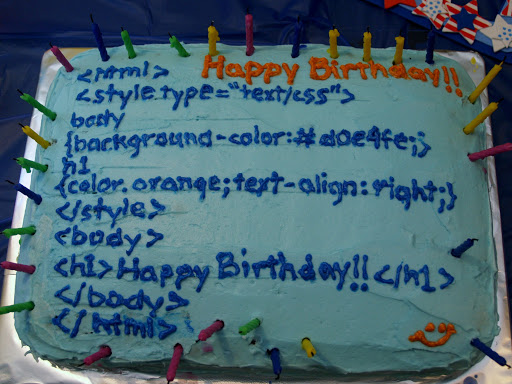 <html> Happy Birthday!!
<style type="text/css">
body
{background-color:#d0e4fe;}
h1
{color.orange;text-align:right;}
</style>
<body>
<h1>Happy Birthday!!</h1>
</body>
</html>